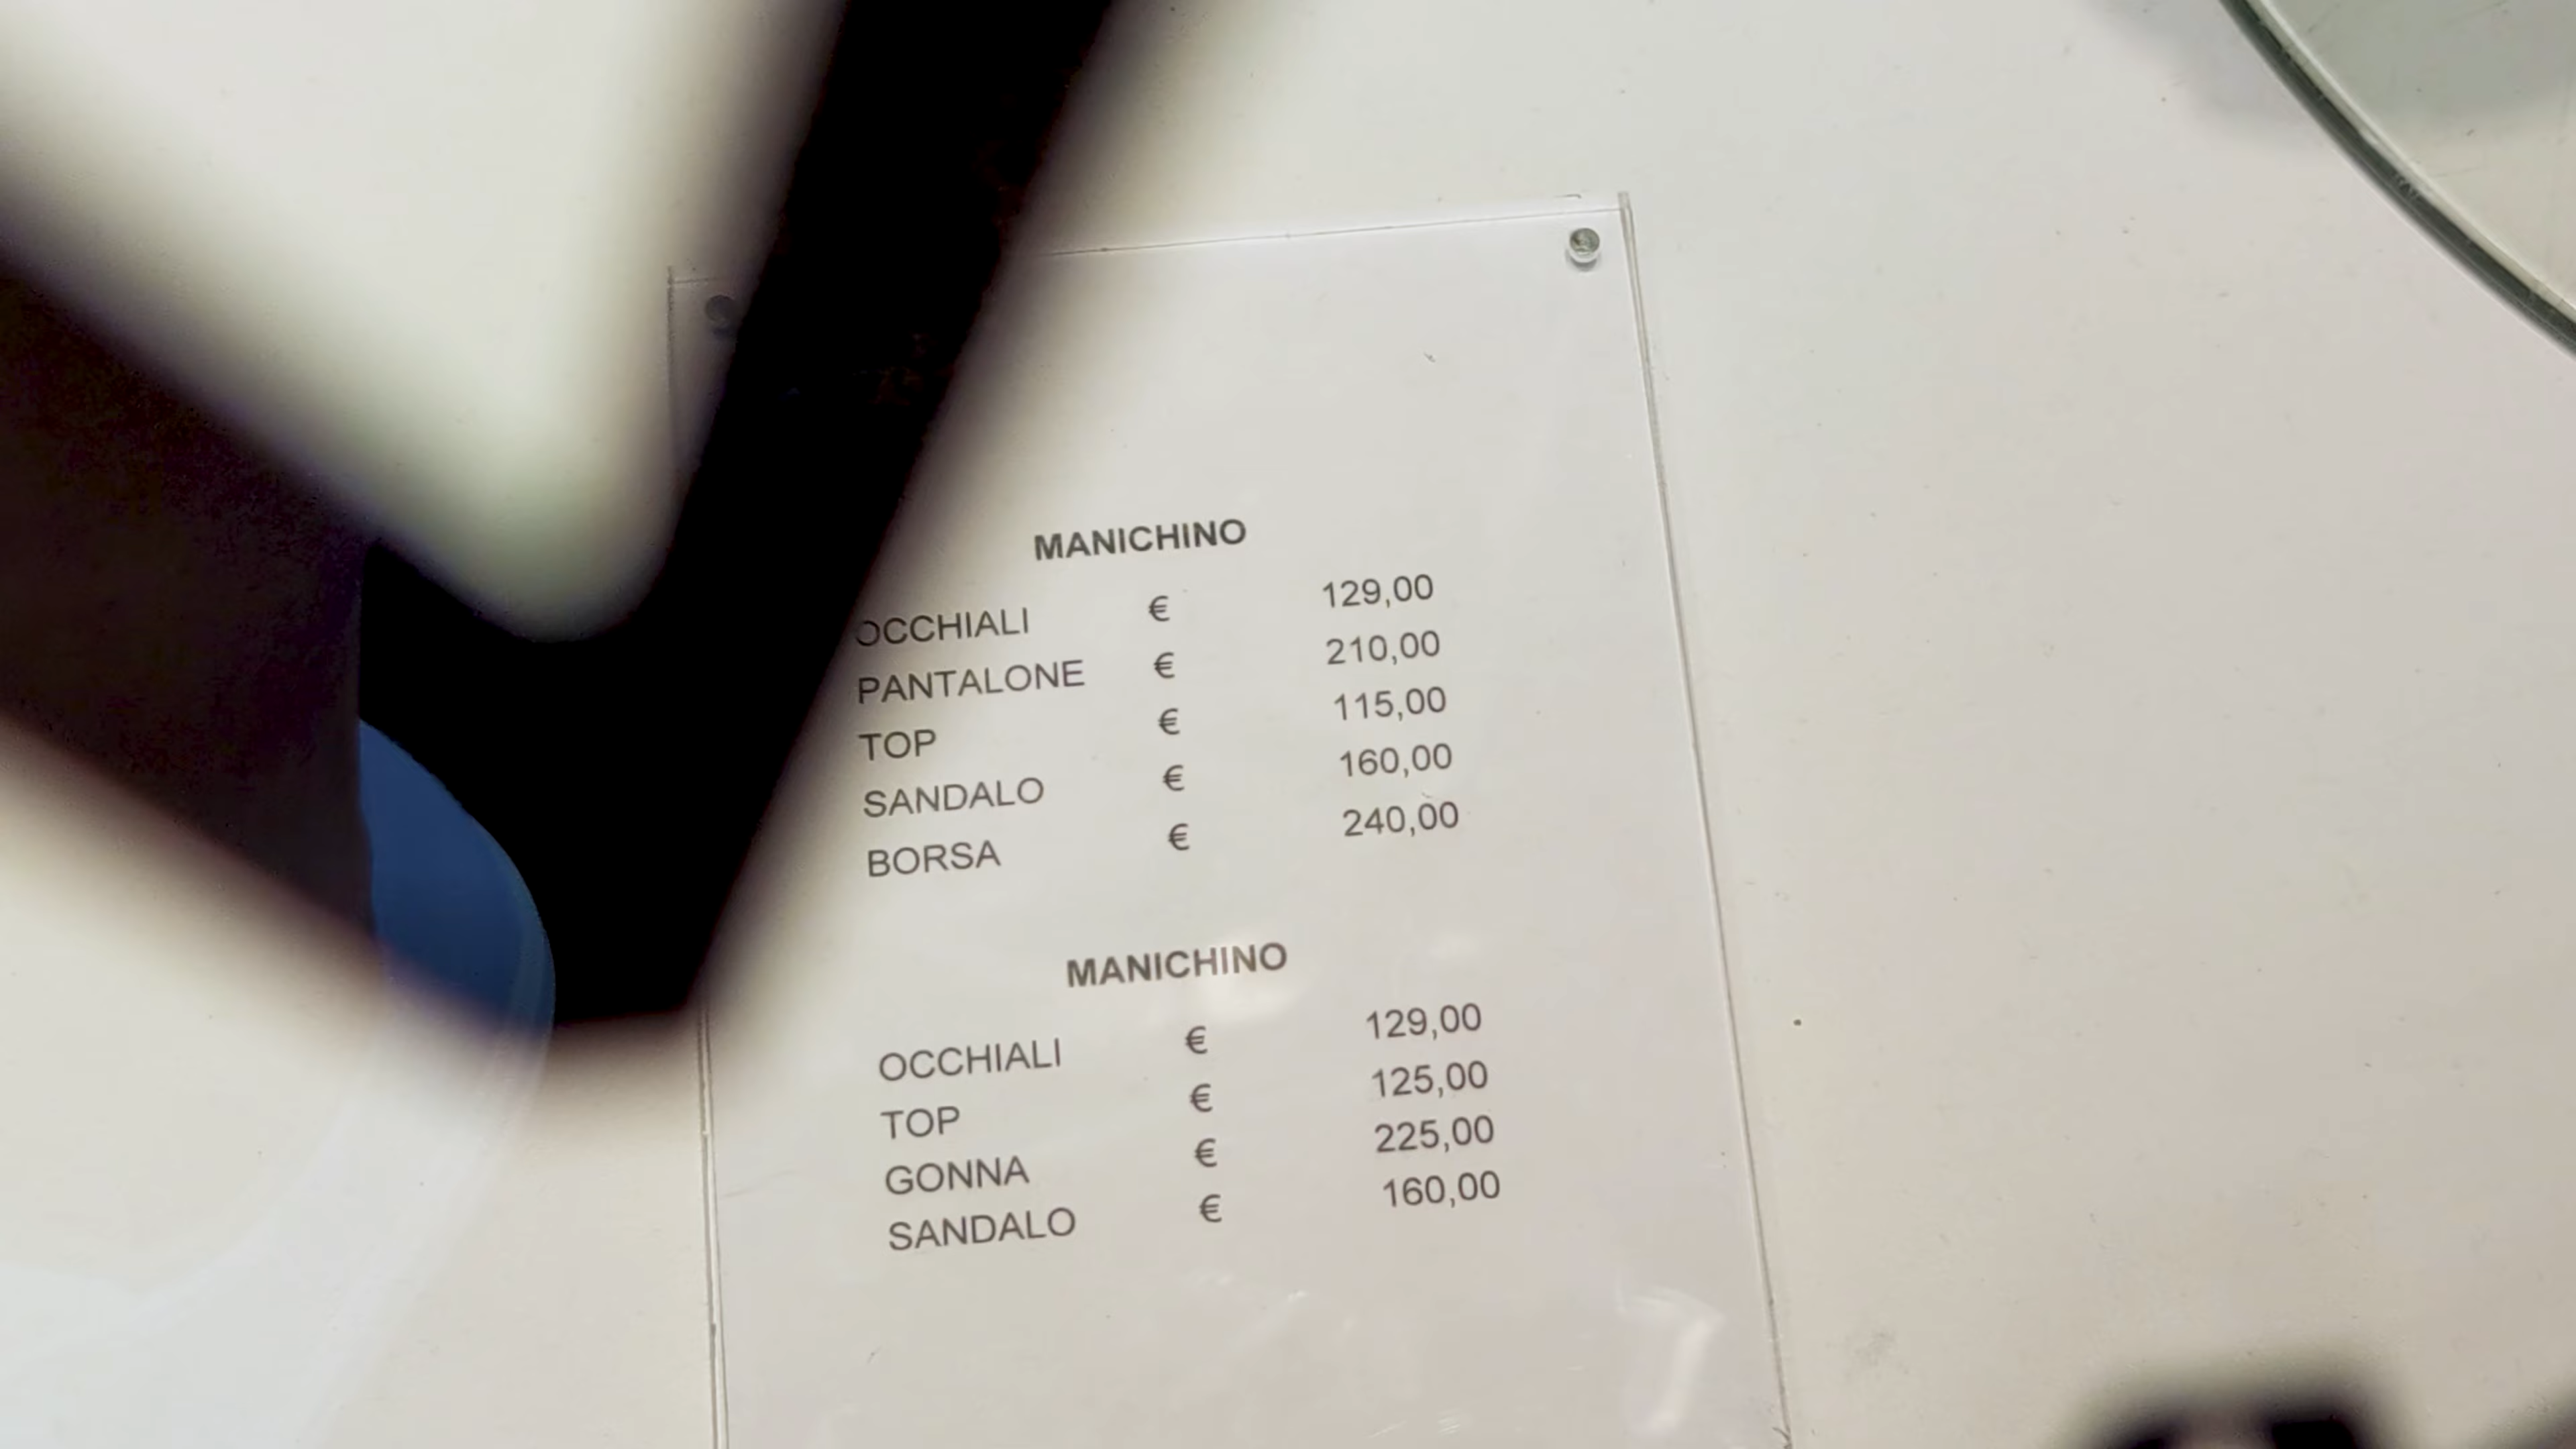 MANICHINO
OCCHIALI € 129,00
PANTALONE € 210,00
TOP € 115,00
SANDALO € 160,00
BORSA € 240,00
MANICHINO
OCCHIALI € 129,00
TOP € 125,00
GONNA € 225,00
SANDALO € 160,00